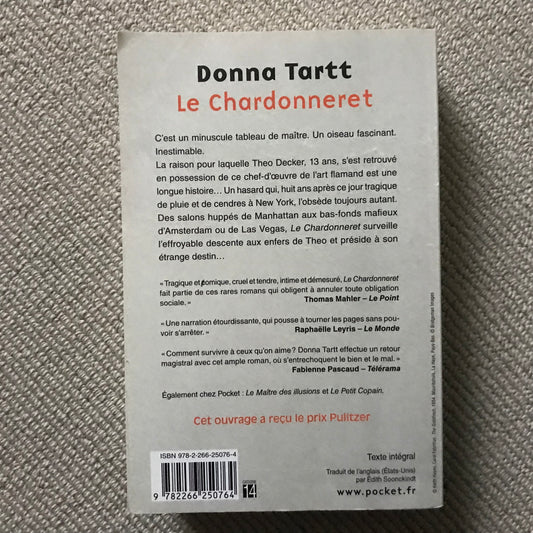 Donna Tartt
Le Chardonneret
C'est un minuscule tableau de maître. Un oiseau fascinant.
Inestimable.
La raison pour laquelle Theo Decker, 13 ans, s'est retrouvé
en possession de ce chef-d'œuvre de l'art flamand est une
longue histoire… Un hasard qui, huit ans après ce jour tragique
de pluie et de cendres à New York, l'obsède toujours autant.
Des salons huppés de Manhattan aux bas-fonds mafieux
d'Amsterdam ou de Las Vegas, Le Chardonneret surveille
l'effroyable descente aux enfers de Theo et préside à son
étrange destin…
« Tragique et comique, cruel et tendre, intime et démesuré, Le Chardonneret
fait partie de ces rares romans qui obligent à annuler toute obligation
sociale. »
Thomas Mahler – Le Point
« Une narration étourdissante, qui pousse à tourner les pages sans pou-
voir s'arrêter. »
Raphaëlle Leyris – Le Monde
« Comment survivre à ceux qu'on aime ? Donna Tartt effectue un retour
magistral avec cet ample roman, où s'entrechoquent le bien et le mal. »
Fabienne Pascaud – Télérama
Également chez Pocket : Le Maître des illusions et Le Petit Copain.
Cet ouvrage a reçu le prix Pulitzer
ISBN 978-2-266-25076-4
9 782266 250764
14
Texte intégral
Traduit de l'anglais (États-Unis)
par Édith Soonckindt
www.pocket.fr
The Goldfinch, 1654, Mauritshuis, La Haye, Pays-Bas. © Bridgeman Images